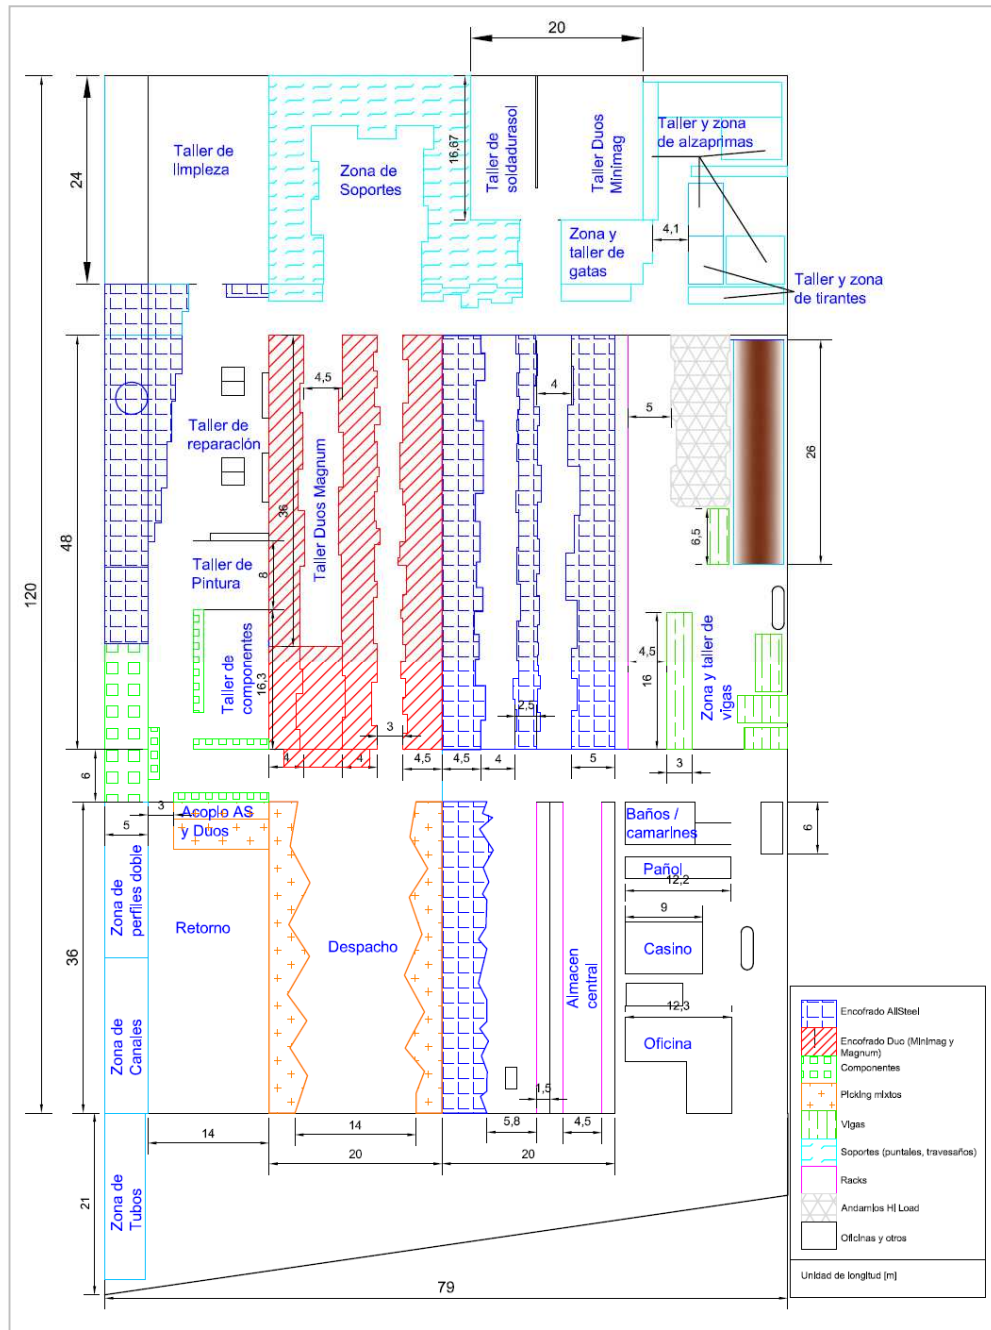 20
24
48
120
6
36
21
Taller de
limpleza
Zona de
Soportes
16,67
Taller de
soldadurasol
Taller Duos
Minimag
Taller y zona
de alzaprimas
Zona y
taller de
gatas
4,1
Taller y zona
de tirantes
4,5
4
5
26
6,5
Taller de
reparación
36
Taller Duos Magnum
Taller de
Pintura
8
Taller de
componentes
16,3
4,5
16
Zona y taller de
vigas
2,5
3
4
4
4,5
4,5
4
5
3
3
5
Acopio AS
y Duos
Baños /
camarines
6
Pañol
12,2
9
Casino
12,3
Oficina
Zona de
perfiles doble
Retorno
Despacho
Almacen
central
Zona de
Canales
1,5
5,8
4,5
14
14
20
20
Zona de
Tubos
79
Encofrado AllSteel
Encofrado Duo (Minimag y
Magnum)
Componentes
Picking mixtos
Vigas
Soportes (puntales, travesaños)
Racks
Andamios Hi Load
Oficinas y otros
Unidad de longitud [m]